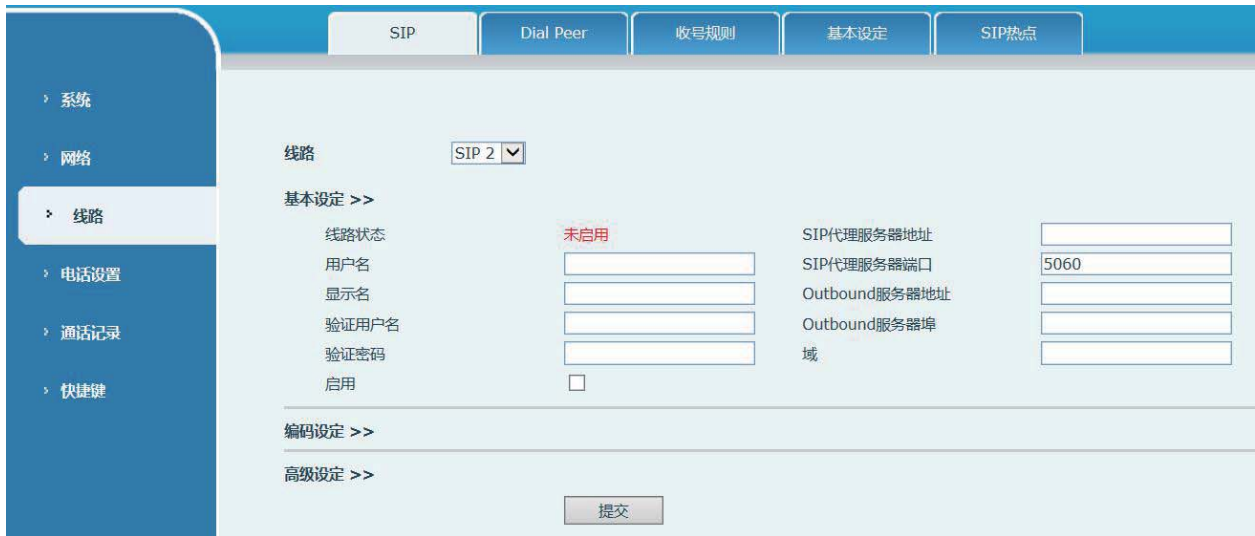 SIP Dial Peer 收号规则 基本设定 SIP热点
系统
网络
线路
电话设置
通话记录
快捷键
线路 SIP 2
基本设定 >>
线路状态 未启用 SIP代理服务器地址
用户名 SIP代理服务器端口 5060
显示名 Outbound服务器地址
验证用户名 Outbound服务器埠
验证密码 域
启用
编码设定 >>
高级设定 >>
提交